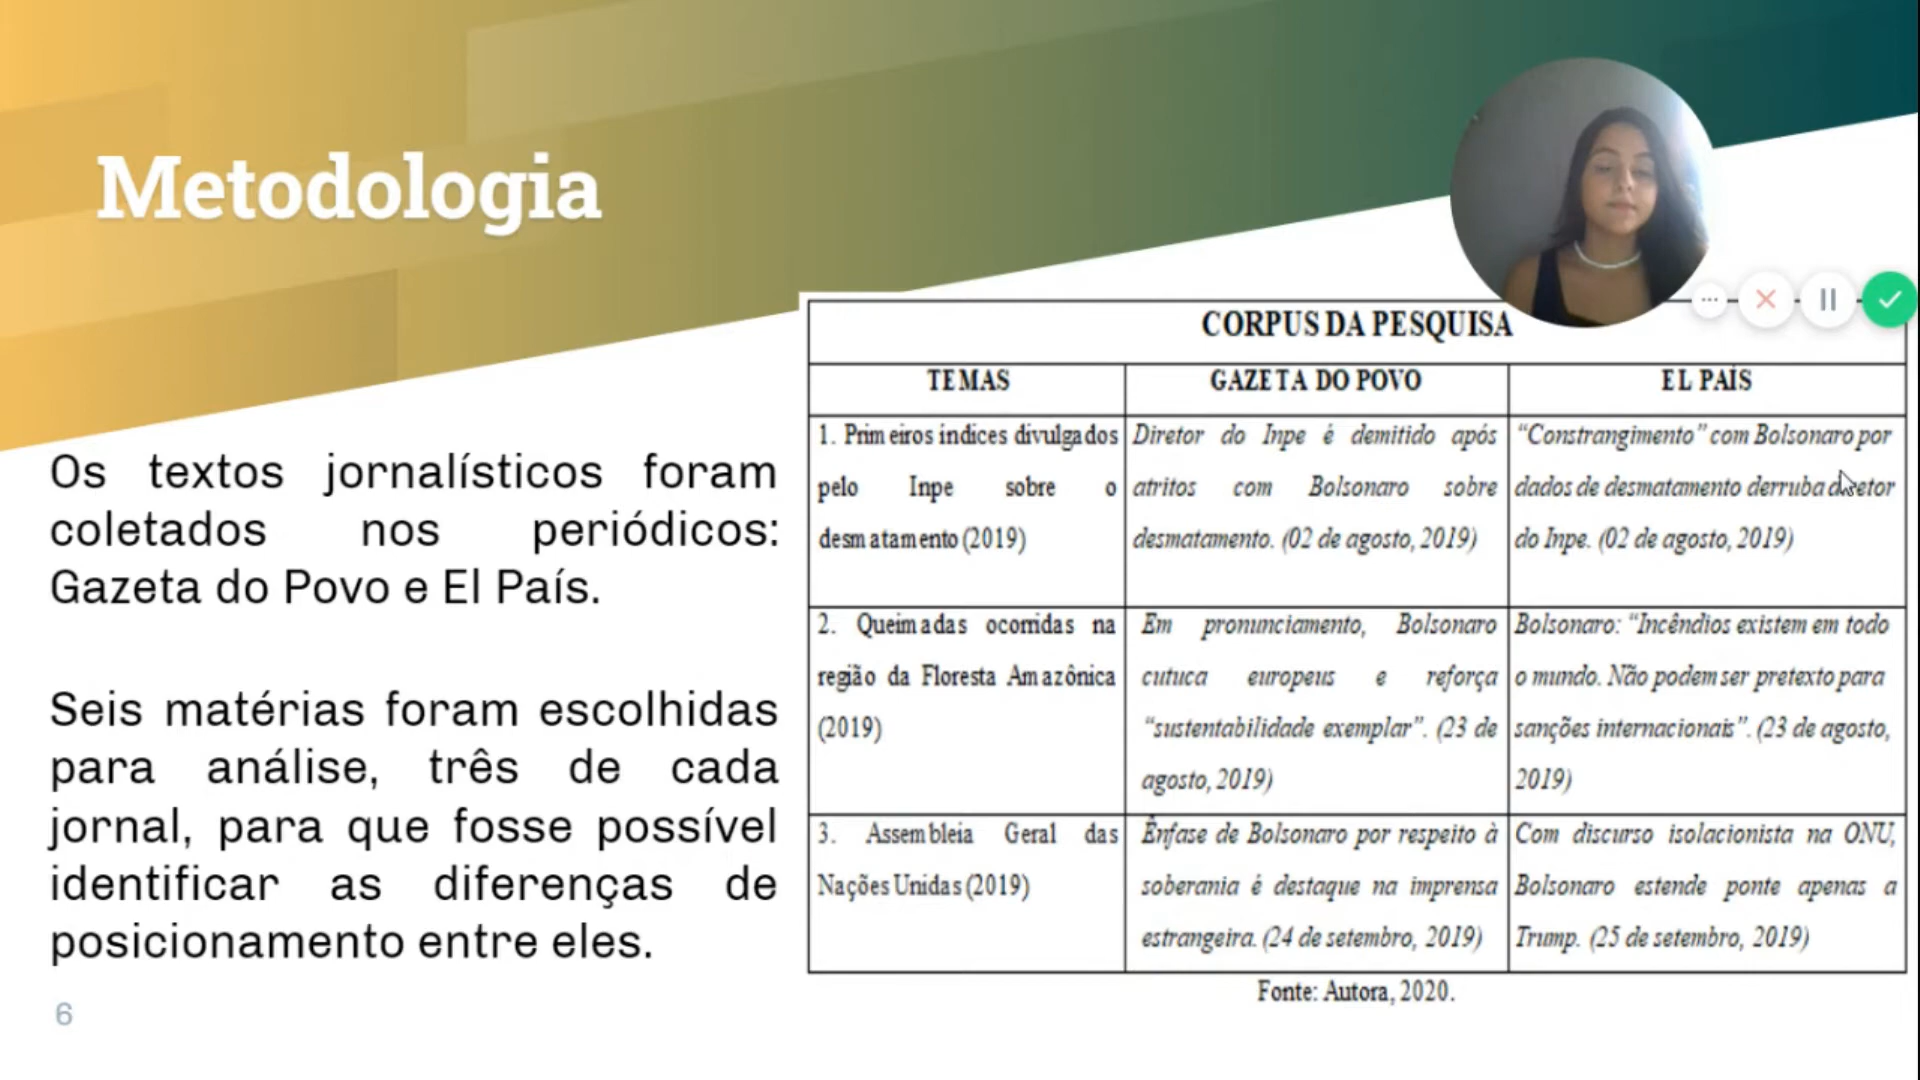 Metodologia
Os textos jornalísticos foram
coletados nos periódicos:
Gazeta do Povo e El País.
Seis matérias foram escolhidas
para análise, três de cada
jornal, para que fosse possível
identificar as diferenças de
posicionamento entre eles.
6
CORPUS DA PESQUISA
TEMAS
GAZETA DO POVO
EL PAÍS
1. Primeiros índices divulgados
pelo Inpe sobre o
desmatamento (2019)
Diretor do Inpe é demitido após
atritos com Bolsonaro sobre
desmatamento. (02 de agosto, 2019)
“Constrangimento” com Bolsonaro por
dados de desmatamento derruba diretor
do Inpe. (02 de agosto, 2019)
2. Queimadas ocorridas na
região da Floresta Amazônica
(2019)
Em pronunciamento, Bolsonaro
cutuca europeus e reforça
“sustentabilidade exemplar”. (23 de
agosto, 2019)
Bolsonaro: “Incêndios existem em todo
o mundo. Não podem ser pretexto para
sanções internacionais”. (23 de agosto,
2019)
3. Assembleia Geral das
Nações Unidas (2019)
Ênfase de Bolsonaro por respeito à
soberania é destaque na imprensa
estrangeira. (24 de setembro, 2019)
Com discurso isolacionista na ONU,
Bolsonaro estende ponte apenas a
Trump. (25 de setembro, 2019)
Fonte: Autora, 2020.